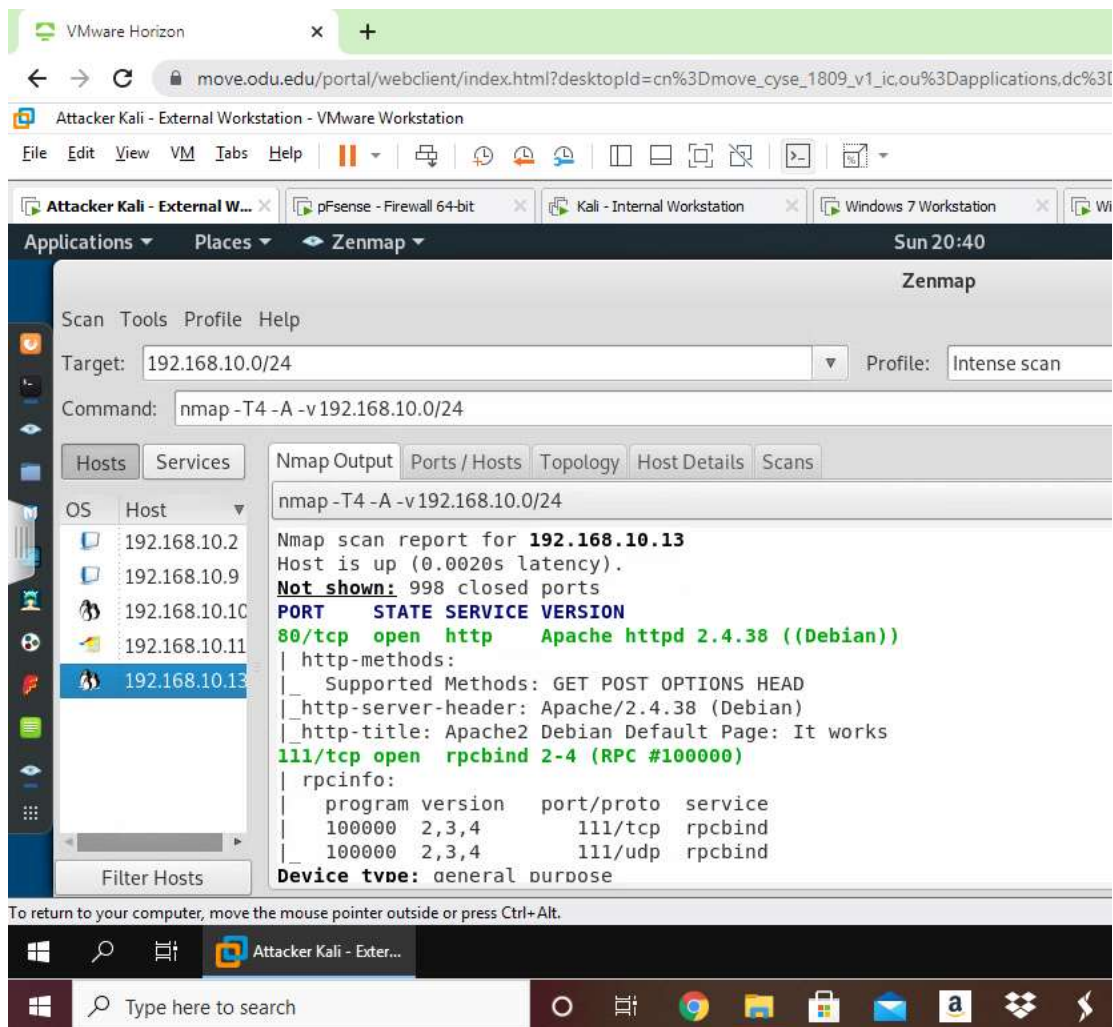 VMware Horizon
move.odu.edu/portal/webclient/index.html?desktopId=cn%3Dmove_cyse_1809_v1_ic,ou%3Dapplications,dc%3D
Attacker Kali - External Workstation - VMware Workstation
File Edit View VM Tabs Help
Attacker Kali - External W... pFsense - Firewall 64-bit Kali - Internal Workstation Windows 7 Workstation Wi
Applications Places Zenmap Sun 20:40
Zenmap
Scan Tools Profile Help
Target: 192.168.10.0/24 Profile: Intense scan
Command: nmap -T4 -A -v 192.168.10.0/24
Hosts Services Nmap Output Ports / Hosts Topology Host Details Scans
OS Host nmap -T4 -A -v 192.168.10.0/24
192.168.10.2
192.168.10.9
192.168.10.10
192.168.10.11
192.168.10.13
Filter Hosts
Nmap scan report for 192.168.10.13
Host is up (0.0020s latency).
Not shown: 998 closed ports
PORT STATE SERVICE VERSION
80/tcp open http Apache httpd 2.4.38 ((Debian))
| http-methods:
|_ Supported Methods: GET POST OPTIONS HEAD
|_http-server-header: Apache/2.4.38 (Debian)
|_http-title: Apache2 Debian Default Page: It works
111/tcp open rpcbind 2-4 (RPC #100000)
| rpcinfo:
| program version port/proto service
| 100000 2,3,4 111/tcp rpcbind
|_ 100000 2,3,4 111/udp rpcbind
Device type: general purpose
To return to your computer, move the mouse pointer outside or press Ctrl+Alt.
Attacker Kali - Exter...
Type here to search